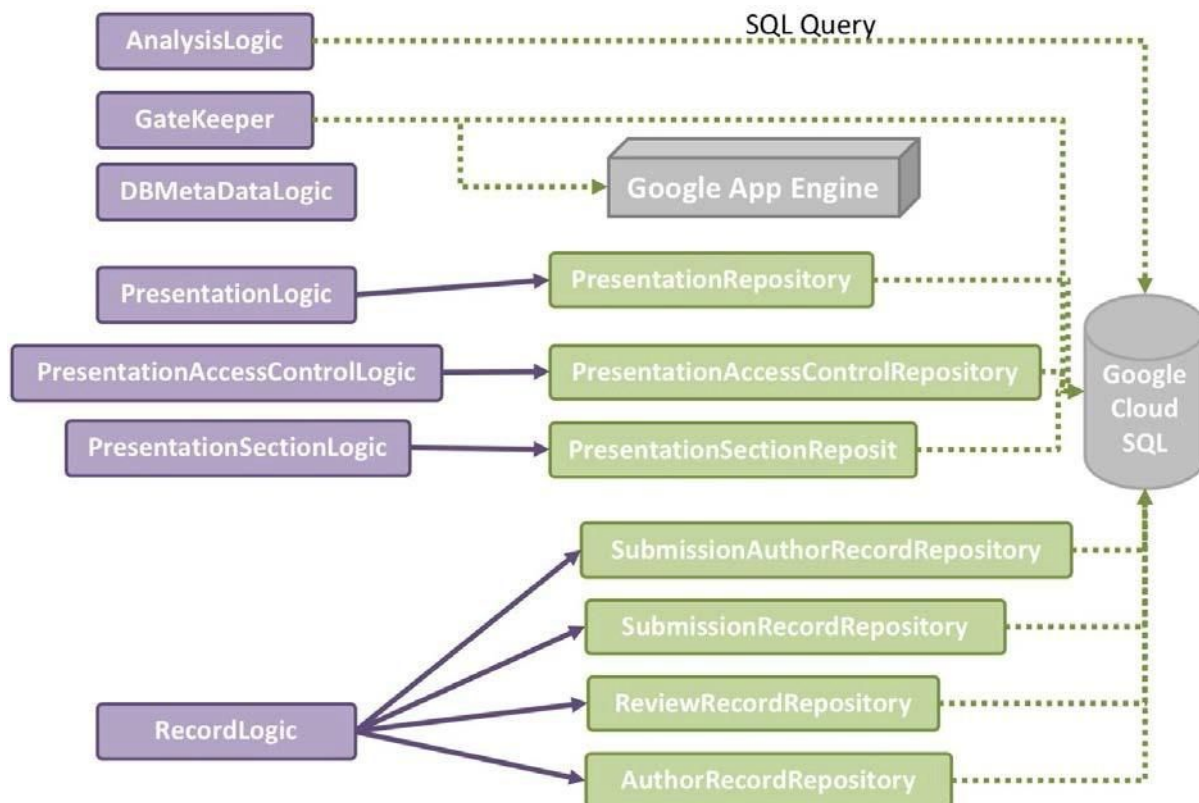 SQL Query
AnalysisLogic
GateKeeper
Google App Engine
DBMetaDataLogic
PresentationLogic
PresentationRepository
PresentationAccessControlLogic
PresentationAccessControlRepository
PresentationSectionLogic
PresentationSectionReposit
Google
Cloud
SQL
SubmissionAuthorRecordRepository
SubmissionRecordRepository
ReviewRecordRepository
RecordLogic
AuthorRecordRepository